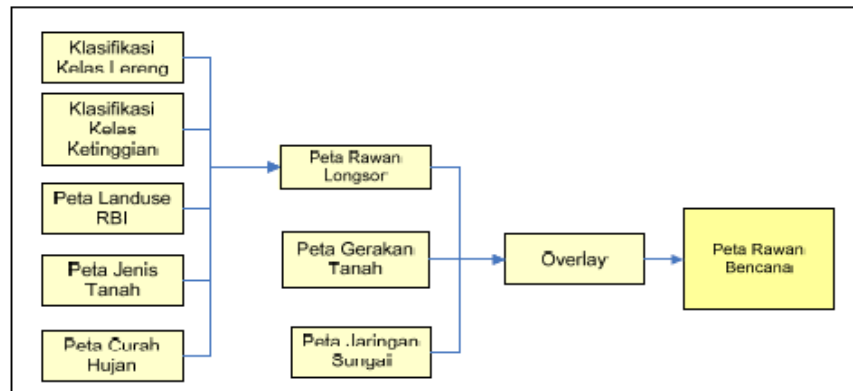 Klasifikasi
Kelas Lereng
Klasifikasi
Kelas
Ketinggian
Peta Landuse
RBI
Peta Jenis
Tanah
Peta Curah
Hujan
Peta Rawan
Longsor
Peta Gerakan
Tanah
Peta Jaringan
Sungai
Overlay
Peta Rawan
Bencana